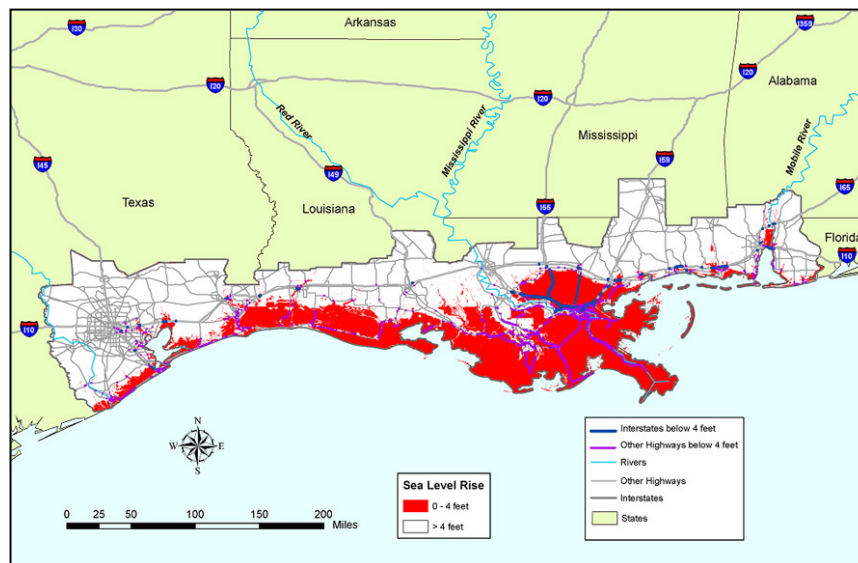 Arkansas
I30
I359
I20
I20
I20
Alabama
Red River
Mississippi River
Mississippi
I59
Mobile River
I45
I49
Texas
Louisiana
I55
I65
Florida
I10
I10
N
W E
S
Interstates below 4 feet
Other Highways below 4 feet
Rivers
Other Highways
Interstates
States
Sea Level Rise
0 - 4 feet
> 4 feet
0 25 50 100 150 200
Miles